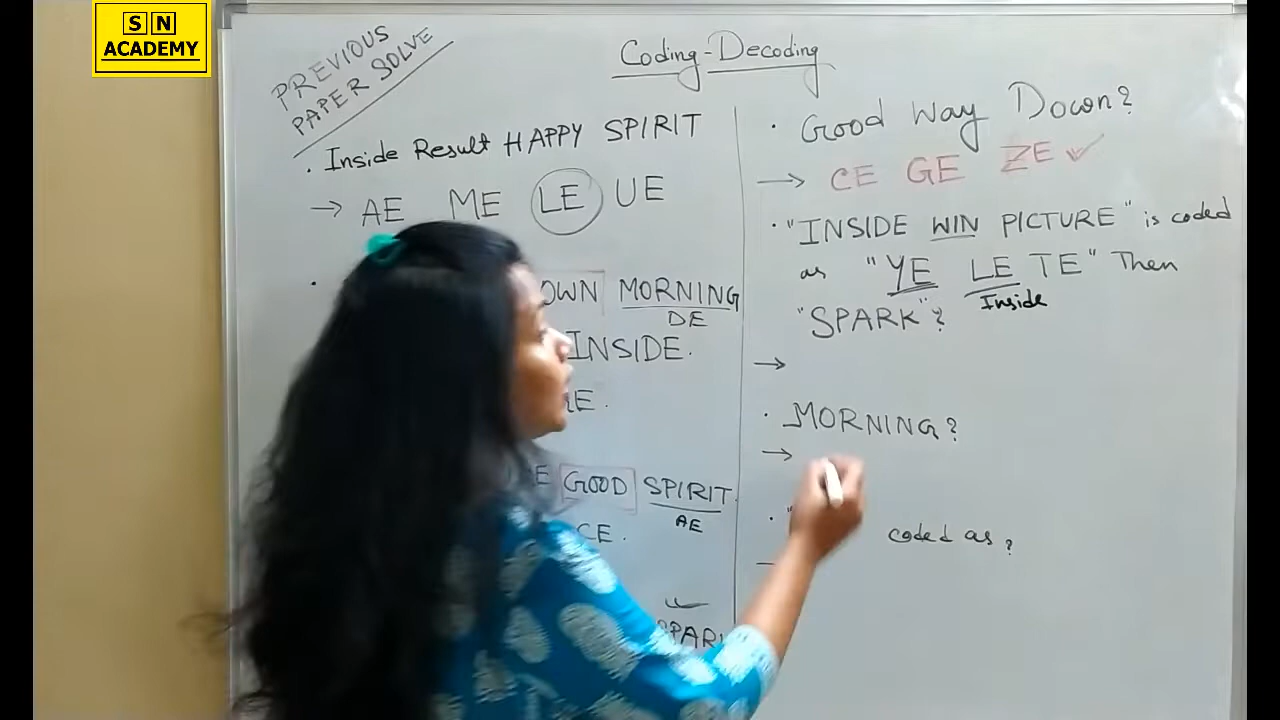 S N
ACADEMY
PREVIOUS
PAPER SOLVE
Coding-Decoding
· Inside Result HAPPY SPIRIT
→ AE ME LE UE
· OWN MORNING
DE
INSIDE.
E.
E GOOD SPIRIT
AE
CE.
SPAR
· Good Way Down?
→ CE GE ZE ✓
· "INSIDE WIN PICTURE" is coded
as "YE LE TE" Then
Inside
"SPARK"?
→
· MORNING?
→
· " coded as ?